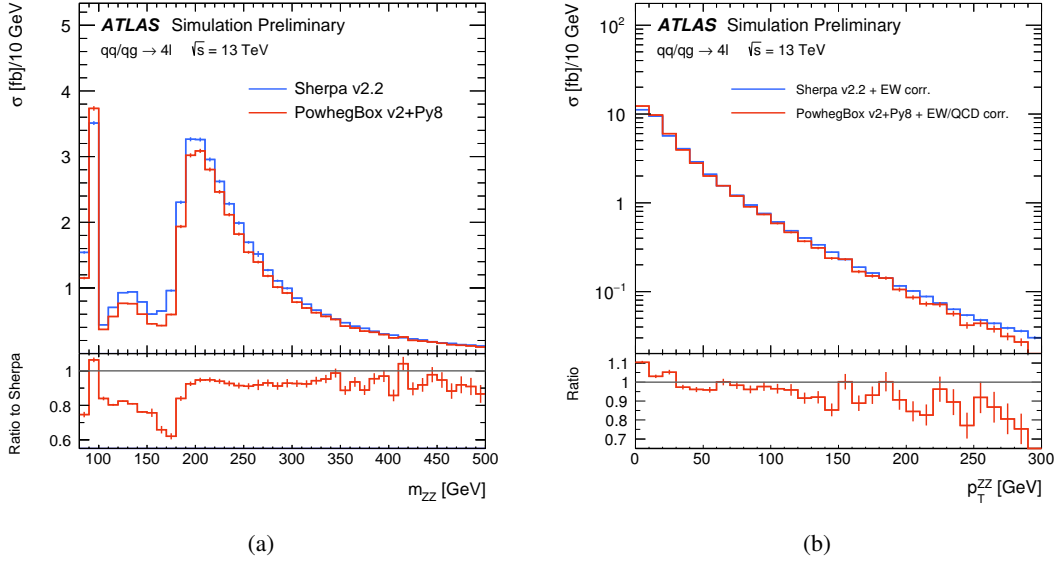 ATLAS Simulation Preliminary
qq/qg → 4l √s = 13 TeV
Sherpa v2.2
PowhegBox v2+Py8
σ [fb]/10 GeV
5
4
3
2
1
Ratio to Sherpa
1
0.8
0.6
100 150 200 250 300 350 400 450 500
m_ZZ [GeV]
(a)
ATLAS Simulation Preliminary
qq/qg → 4l √s = 13 TeV
Sherpa v2.2 + EW corr.
PowhegBox v2+Py8 + EW/QCD corr.
σ [fb]/10 GeV
10²
10
1
10⁻¹
Ratio
1.1
1
0.9
0.8
0.7
0 50 100 150 200 250 300
p_T^ZZ [GeV]
(b)